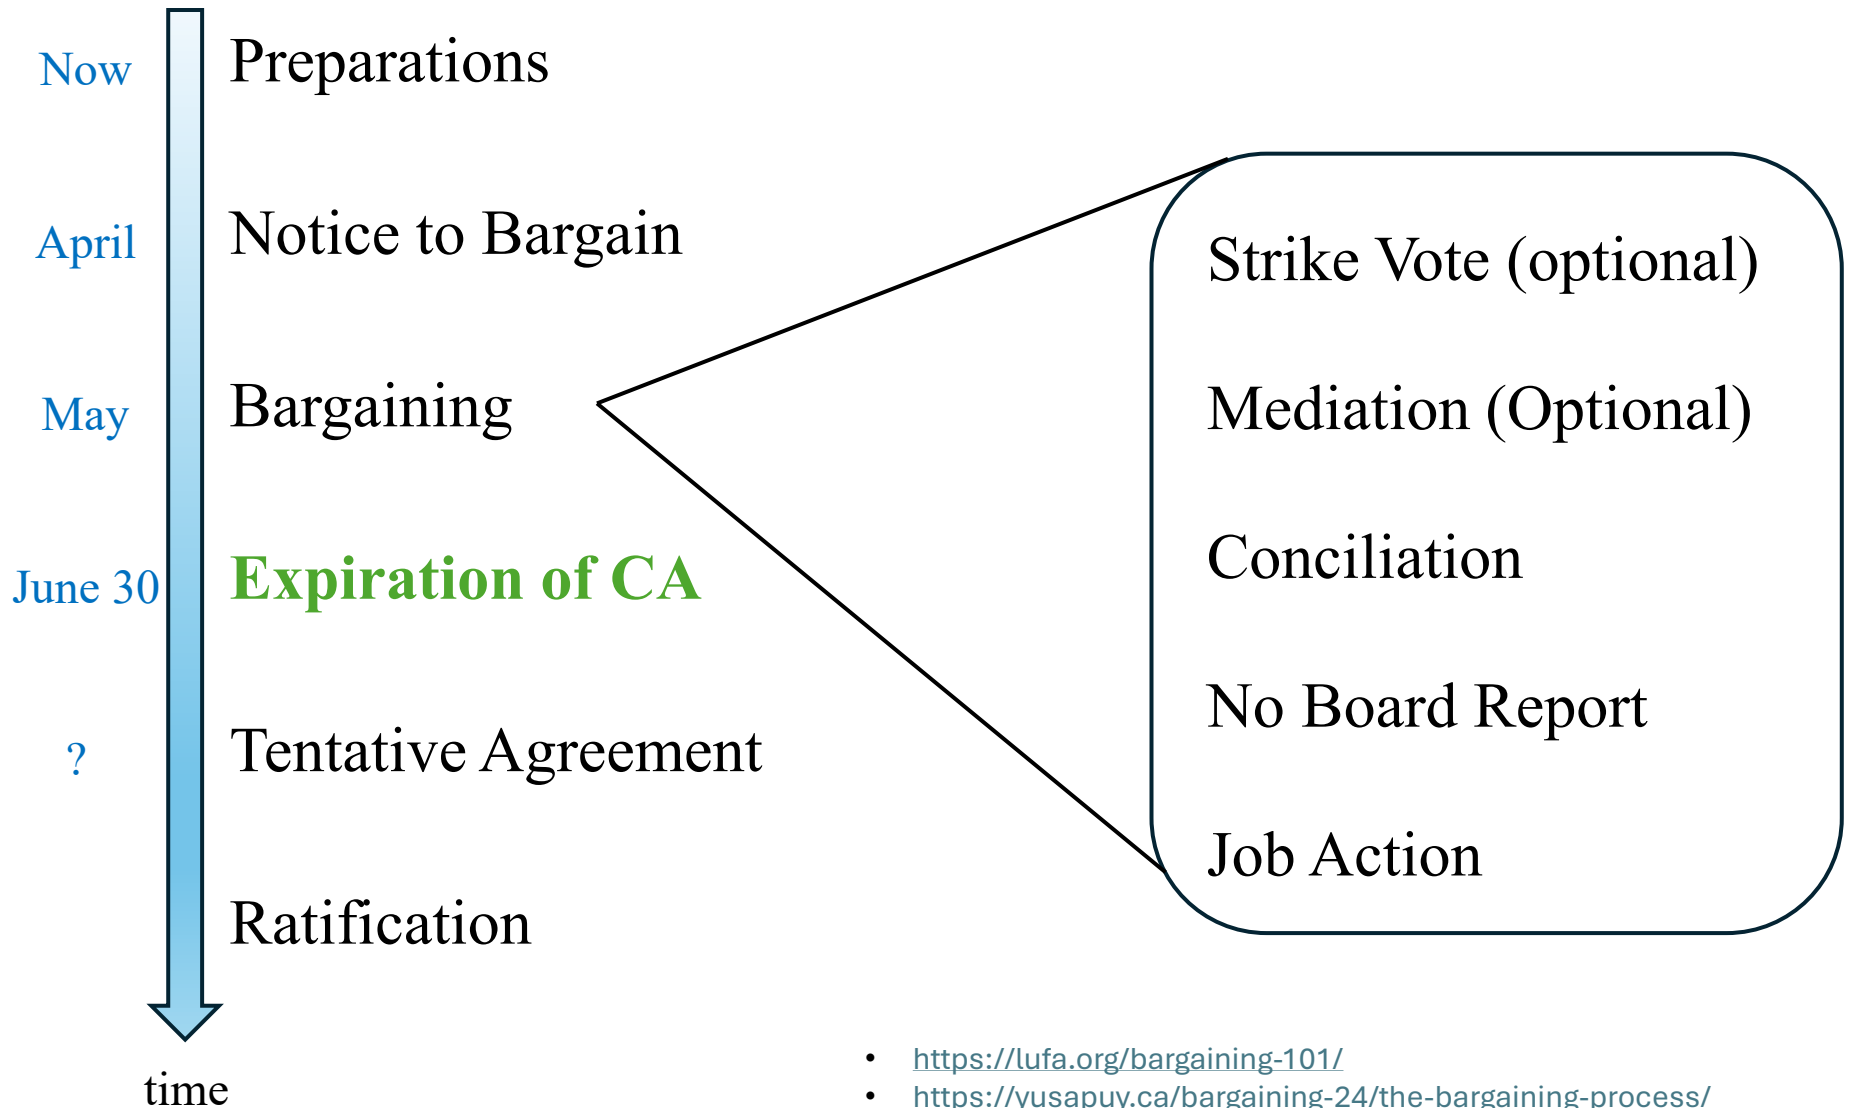 Now
Preparations
April
Notice to Bargain
May
Bargaining
June 30
Expiration of CA
?
Tentative Agreement
Ratification
time
Strike Vote (optional)
Mediation (Optional)
Conciliation
No Board Report
Job Action
• https://lufa.org/bargaining-101/
• https://yusapuy.ca/bargaining-24/the-bargaining-process/